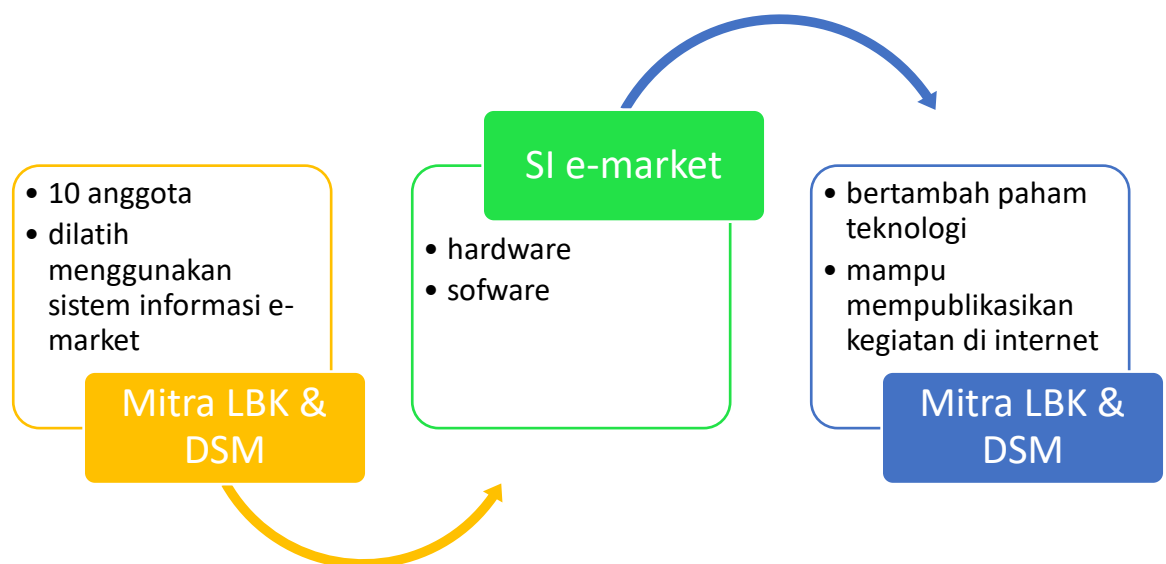 • 10 anggota
• dilatih
menggunakan
sistem informasi e-
market
Mitra LBK &
DSM
SI e-market
• hardware
• sofware
• bertambah paham
teknologi
• mampu
mempublikasikan
kegiatan di internet
Mitra LBK &
DSM